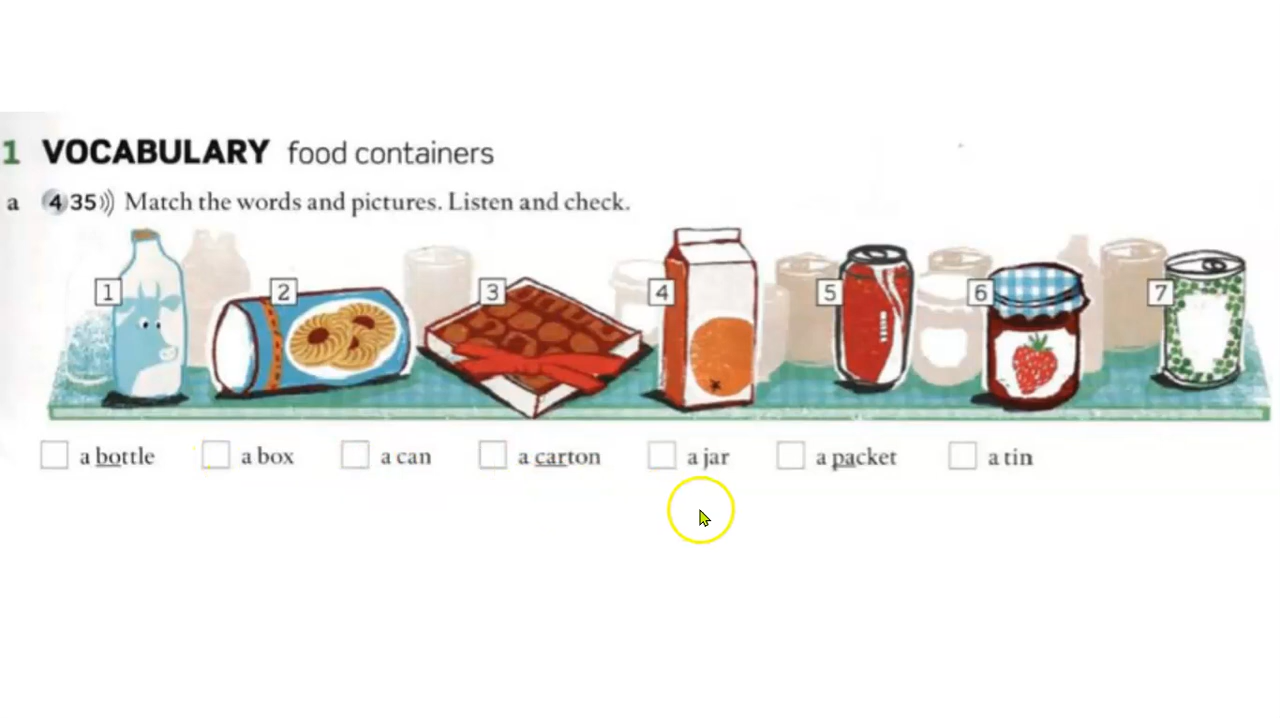 1 VOCABULARY food containers
a 4 35 Match the words and pictures. Listen and check.
1 2 3 4 5 6 7
a bottle a box a can a carton a jar a packet a tin